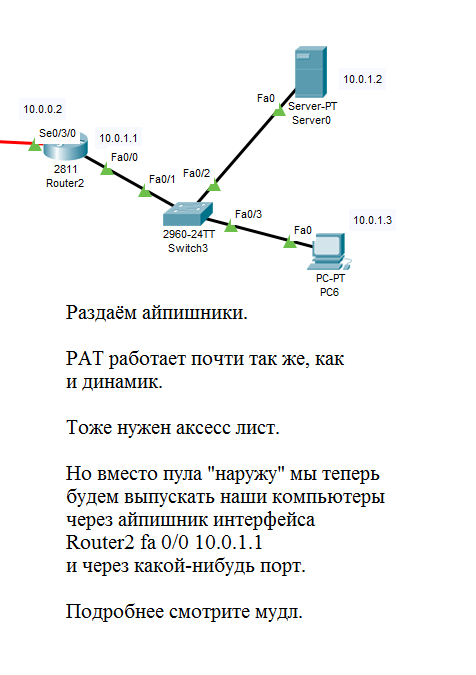 Fa0
10.0.1.2
Server-PT
Server0
10.0.0.2
Se0/3/0
10.0.1.1
Fa0/0
2811
Router2
Fa0/1
Fa0/2
2960-24TT
Switch3
Fa0/3
10.0.1.3
Fa0
PC-PT
PC6
Раздаём айпишники.
PAT работает почти так же, как
и динамик.
Тоже нужен аксесс лист.
Но вместо пула "наружу" мы теперь
будем выпускать наши компьютеры
через айпишник интерфейса
Router2 fa 0/0 10.0.1.1
и через какой-нибудь порт.
Подробнее смотрите мудл.